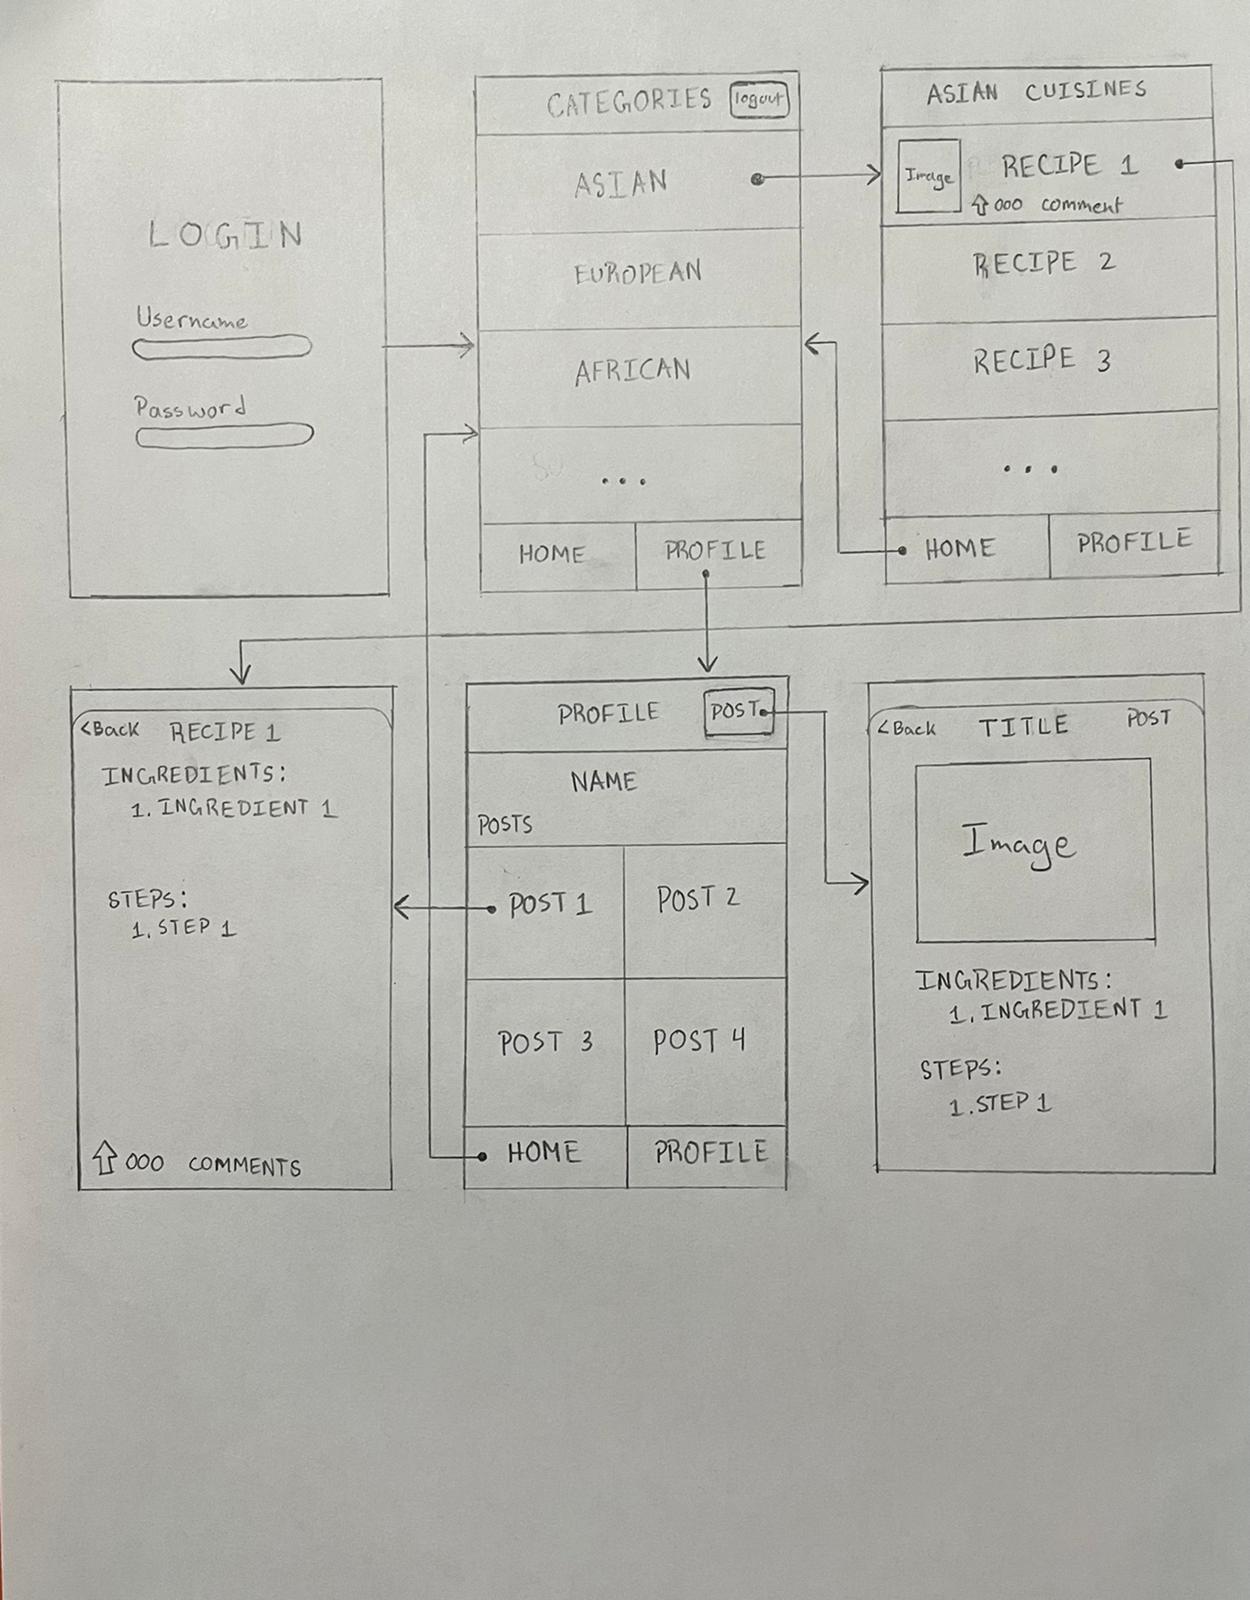 LOGIN
Username
Password
CATEGORIES logout
ASIAN
EUROPEAN
AFRICAN
...
HOME PROFILE
ASIAN CUISINES
Image RECIPE 1
000 comment
RECIPE 2
RECIPE 3
...
HOME PROFILE
<Back RECIPE 1
INGREDIENTS:
1. INGREDIENT 1
STEPS:
1. STEP 1
000 COMMENTS
PROFILE POST
NAME
POSTS
POST 1 POST 2
POST 3 POST 4
HOME PROFILE
<Back TITLE POST
Image
INGREDIENTS:
1. INGREDIENT 1
STEPS:
1. STEP 1